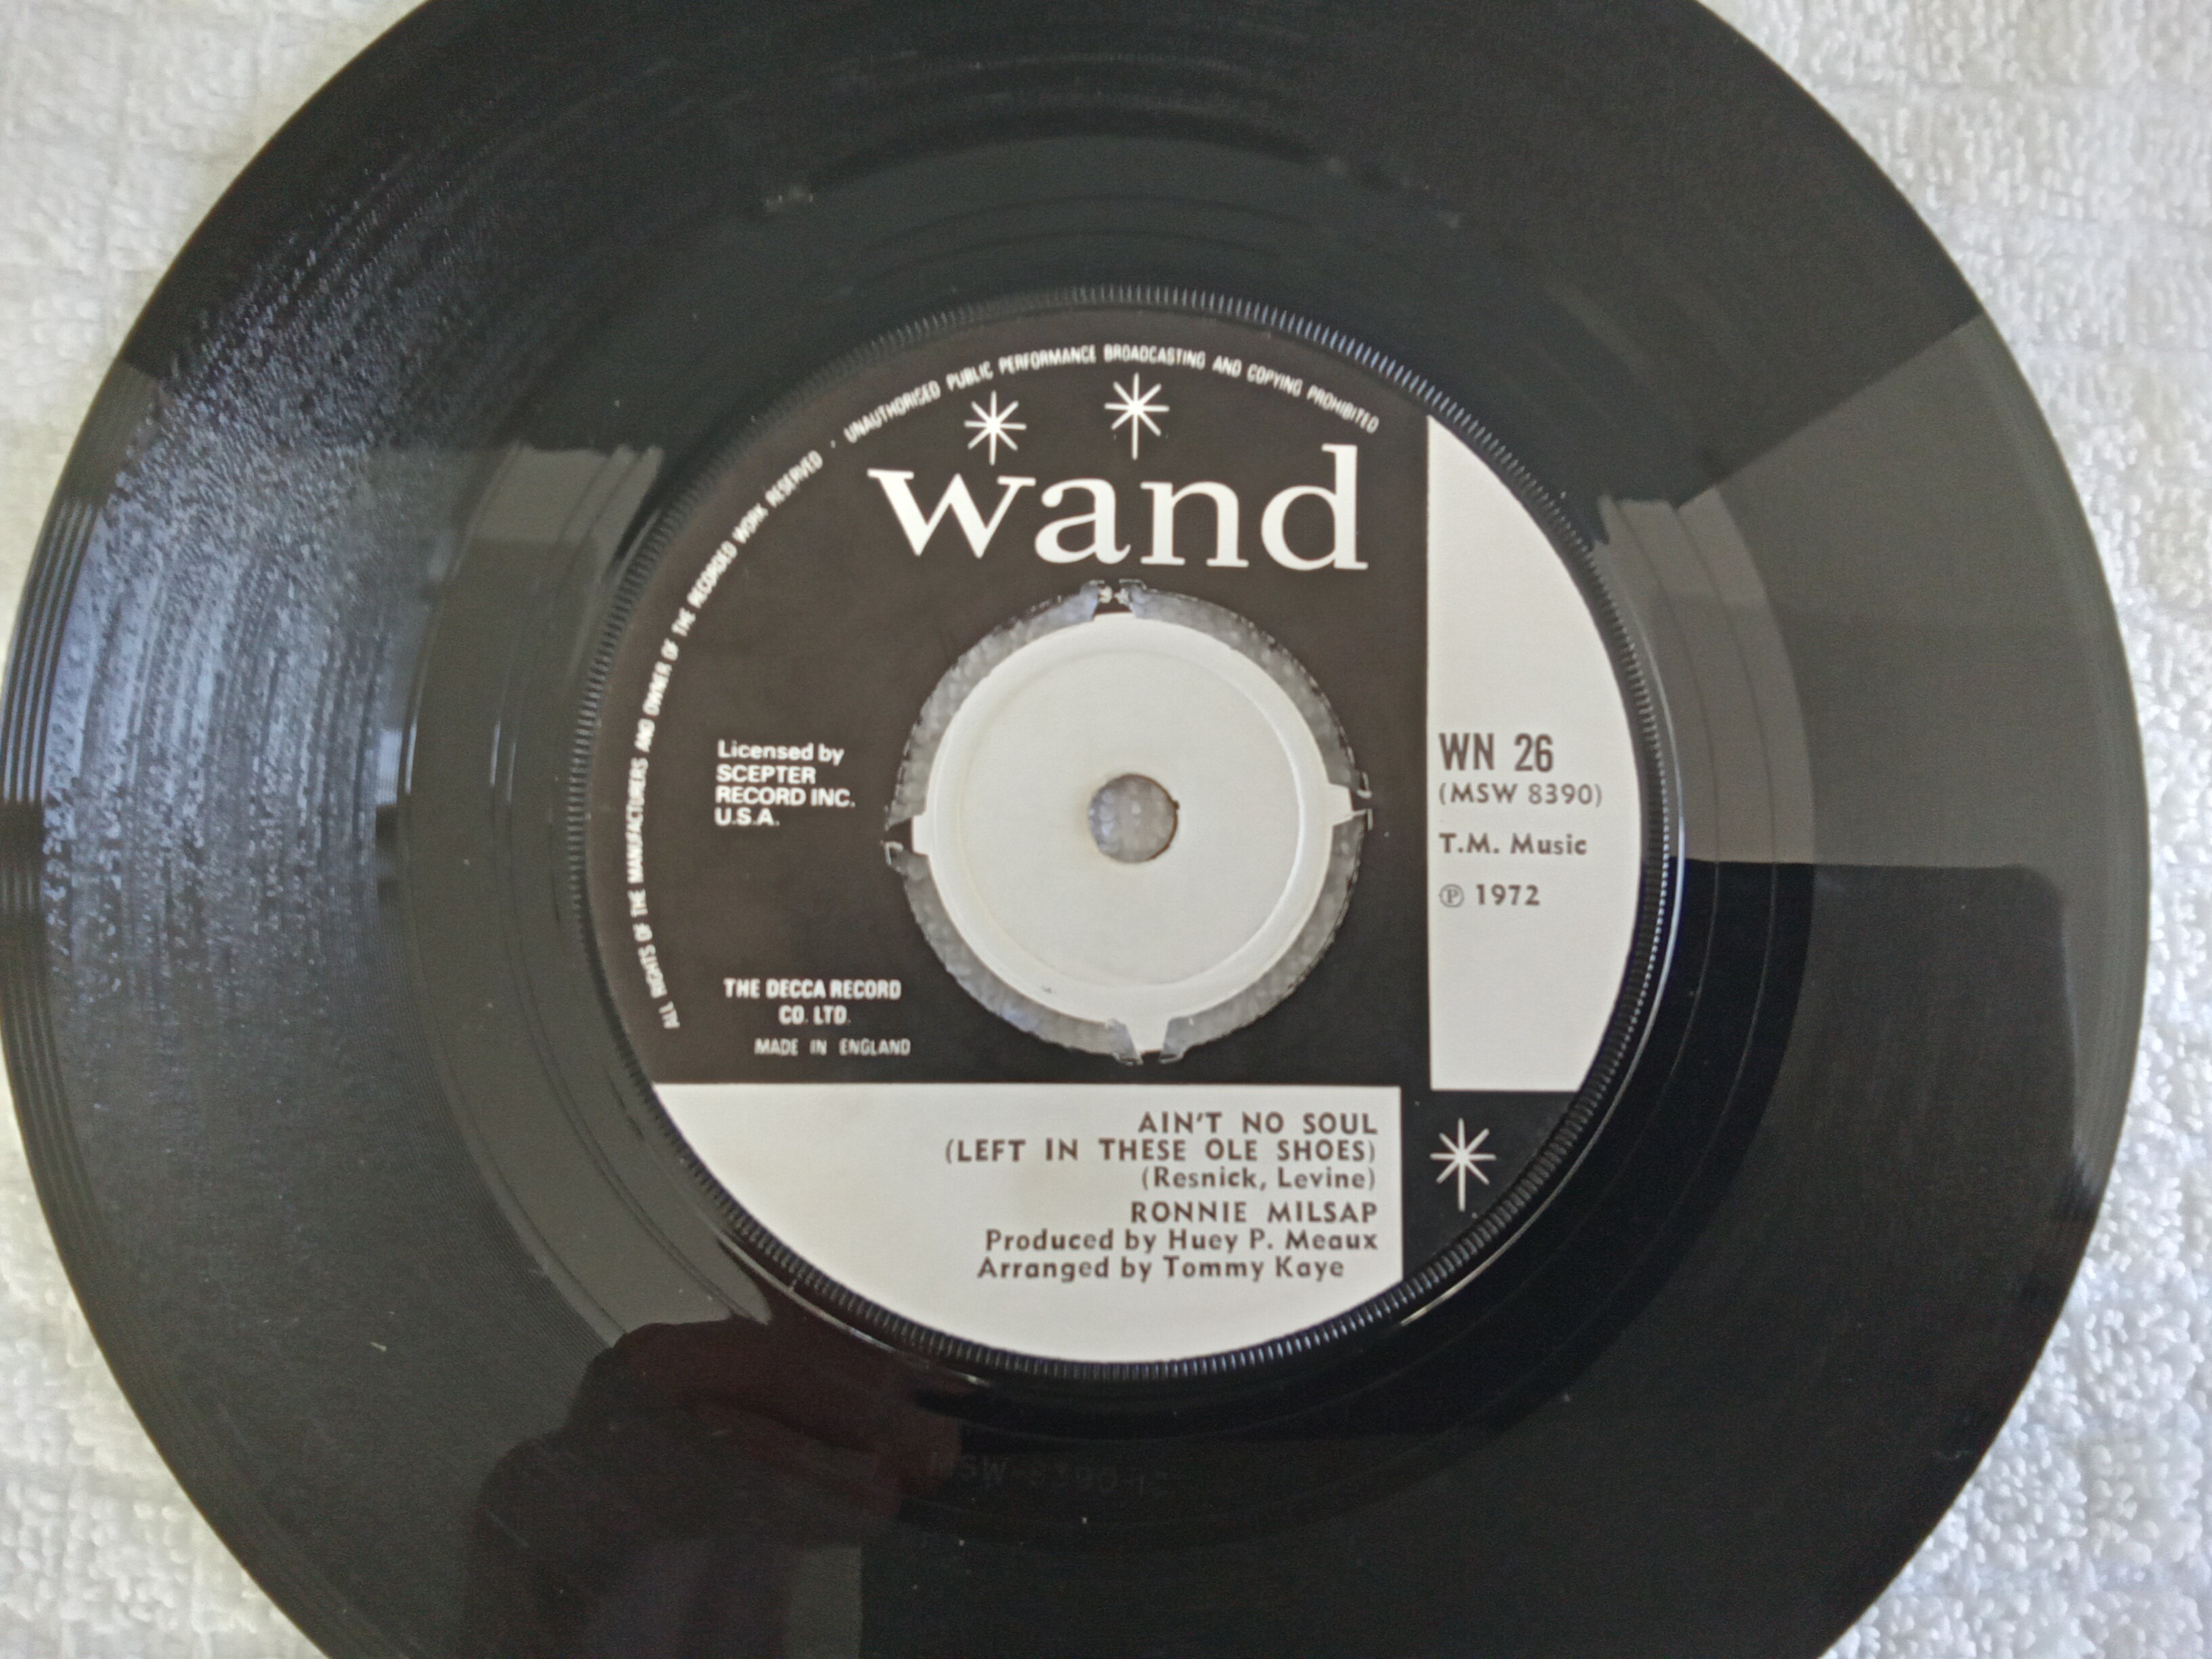 ALL RIGHTS OF THE MANUFACTURERS AND OWNER OF THE RECORDED WORK RESERVED · UNAUTHORISED PUBLIC PERFORMANCE BROADCASTING AND COPYING PROHIBITED
wand
Licensed by
SCEPTER
RECORD INC.
U.S.A.
WN 26
(MSW 8390)
T.M. Music
℗ 1972
THE DECCA RECORD
CO. LTD.
MADE IN ENGLAND
AIN'T NO SOUL
(LEFT IN THESE OLE SHOES)
(Resnick, Levine)
RONNIE MILSAP
Produced by Huey P. Meaux
Arranged by Tommy Kaye